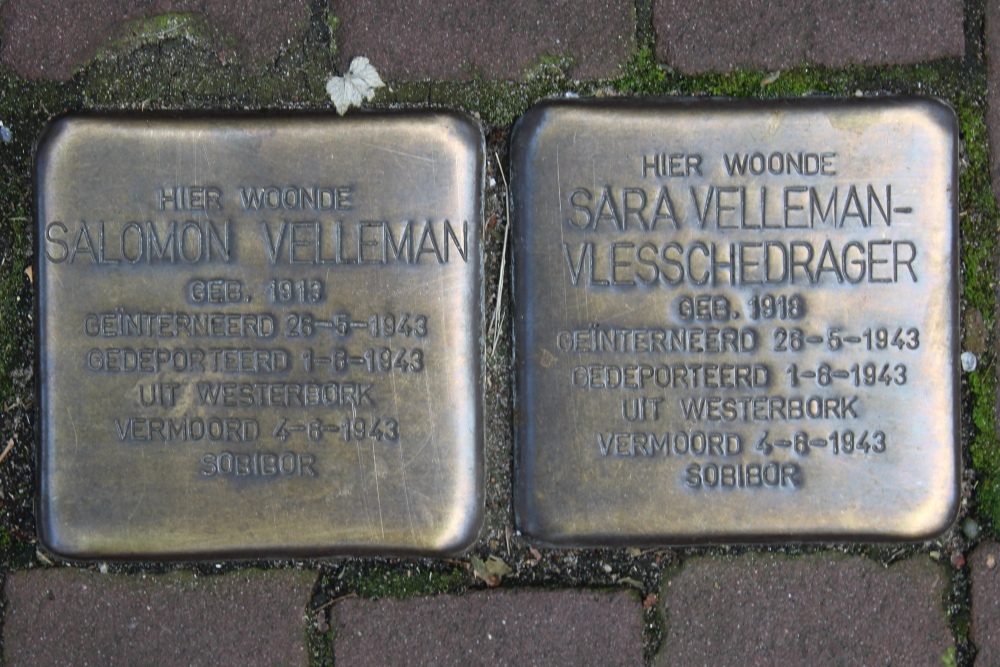 HIER WOONDE
SALOMON VELLEMAN
GEB. 1913
GEÏNTERNEERD 26-5-1943
GEDEPORTEERD 1-6-1943
UIT WESTERBORK
VERMOORD 4-6-1943
SOBIBOR
HIER WOONDE
SARA VELLEMAN-
VLESSCHEDRAGER
GEB. 1918
GEÏNTERNEERD 26-5-1943
GEDEPORTEERD 1-6-1943
UIT WESTERBORK
VERMOORD 4-6-1943
SOBIBOR